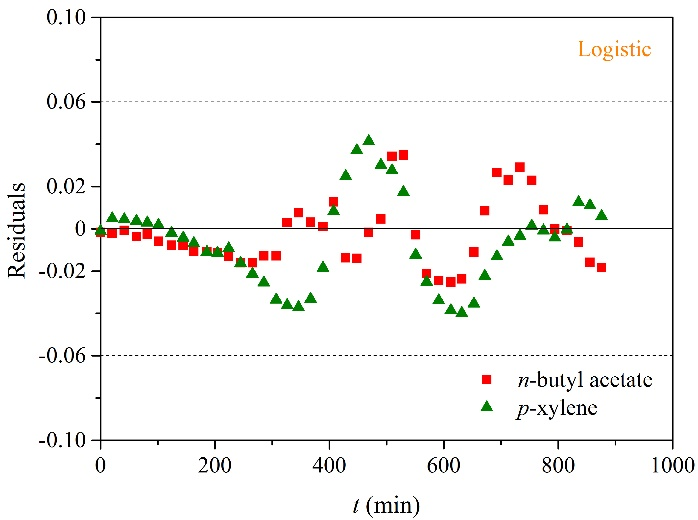 0.10
Logistic
0.06
0.02
0
-0.02
-0.06
-0.10
Residuals
n-butyl acetate
p-xylene
0 200 400 600 800 1000
t (min)